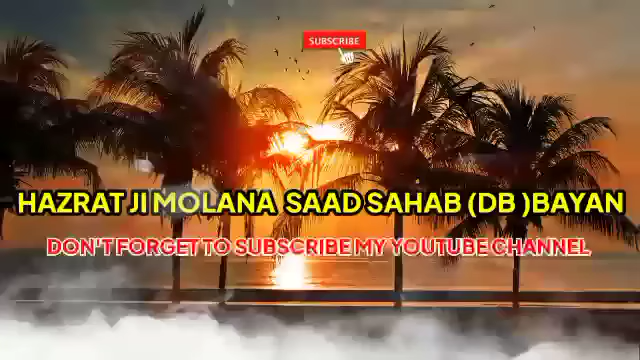 SUBSCRIBE
HAZRAT JI MOLANA SAAD SAHAB (DB )BAYAN
DON'T FORGET TO SUBSCRIBE MY YOUTUBE CHANNEL